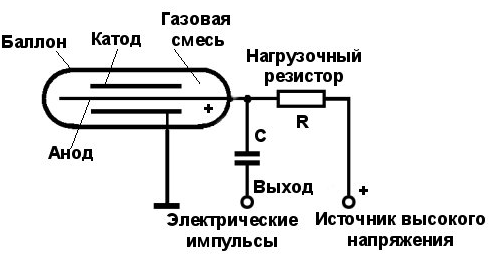 Газовая
смесь
Баллон
Катод
Нагрузочный
резистор
+
Анод
C
R
Выход
+
Электрические
импульсы
Источник высокого
напряжения